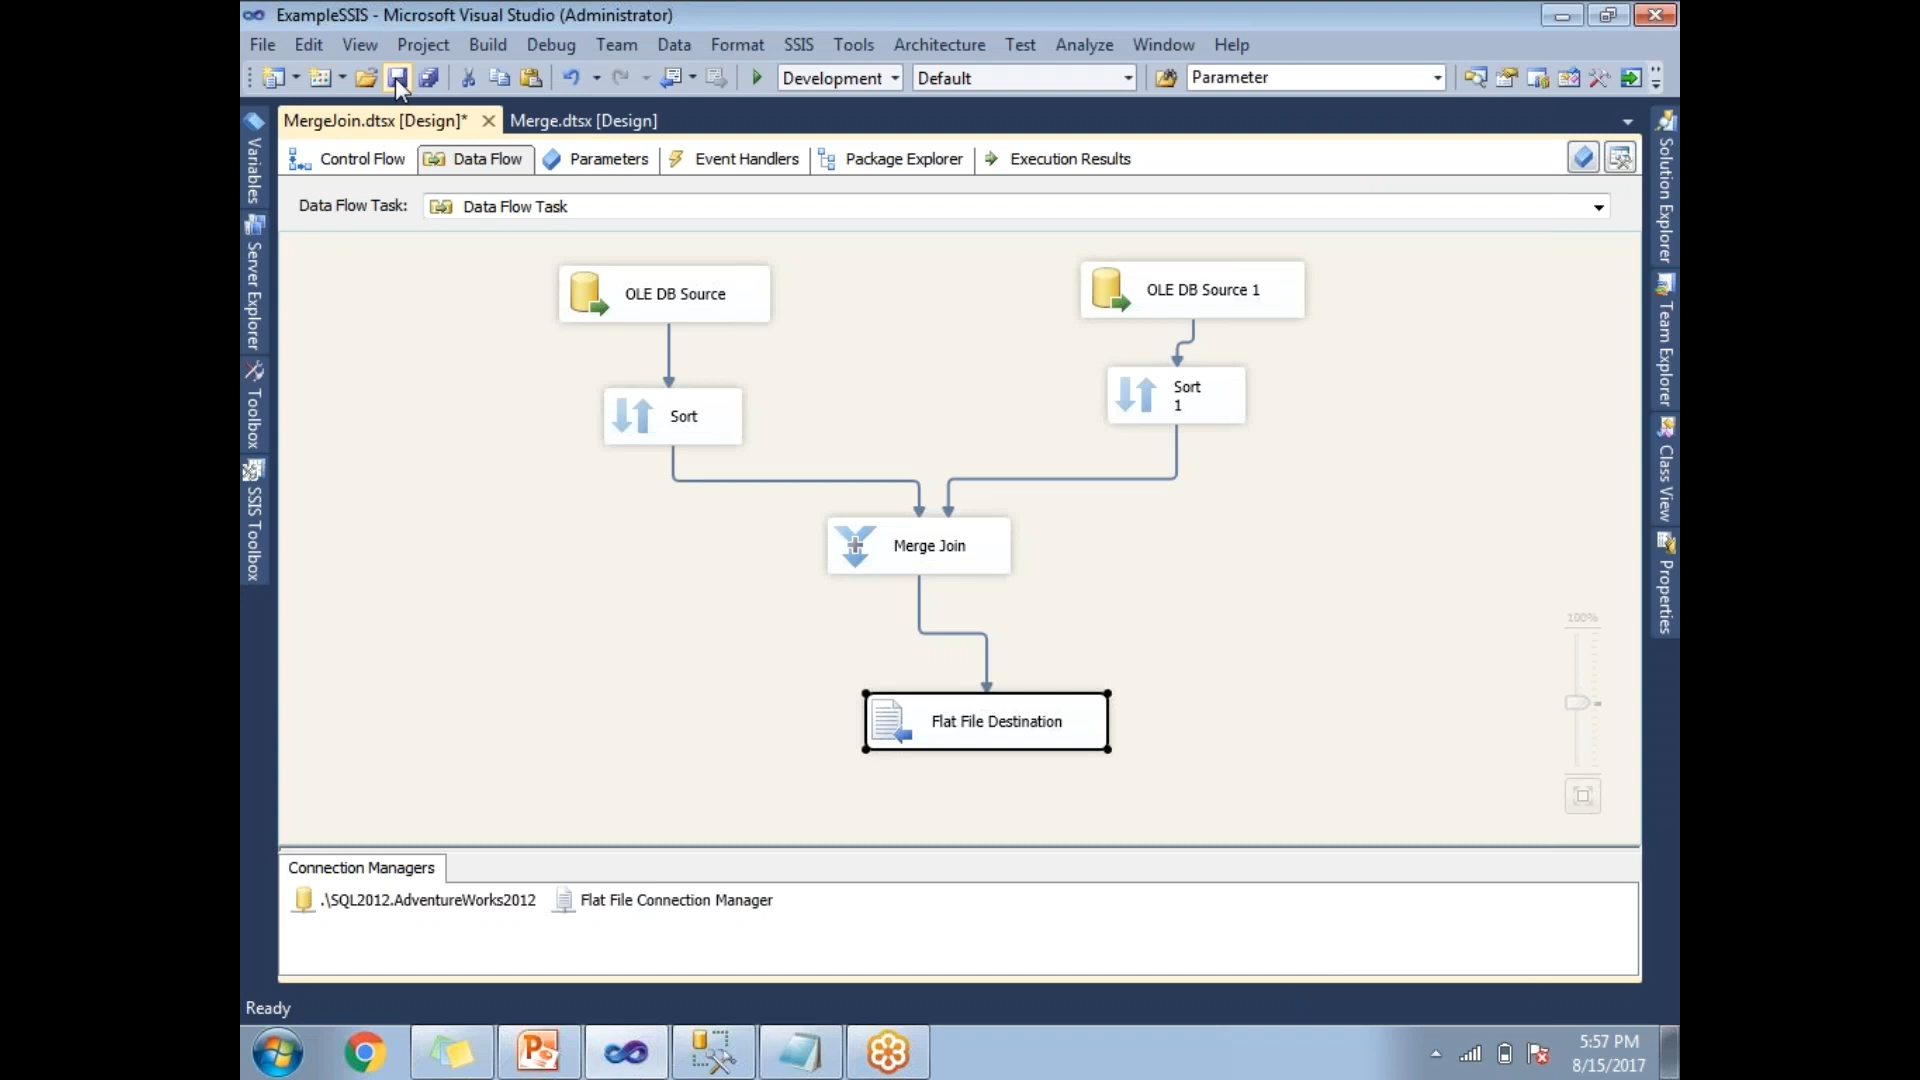 ExampleSSIS - Microsoft Visual Studio (Administrator)
File Edit View Project Build Debug Team Data Format SSIS Tools Architecture Test Analyze Window Help
Development Default Parameter
MergeJoin.dtsx [Design]* Merge.dtsx [Design]
Control Flow Data Flow Parameters Event Handlers Package Explorer Execution Results
Data Flow Task: Data Flow Task
Variables
Server Explorer
Toolbox
SSIS Toolbox
OLE DB Source
OLE DB Source 1
Sort
1
Sort
Merge Join
Flat File Destination
100%
Solution Explorer
Team Explorer
Class View
Properties
Connection Managers
.\SQL2012.AdventureWorks2012 Flat File Connection Manager
Ready
5:57 PM
8/15/2017